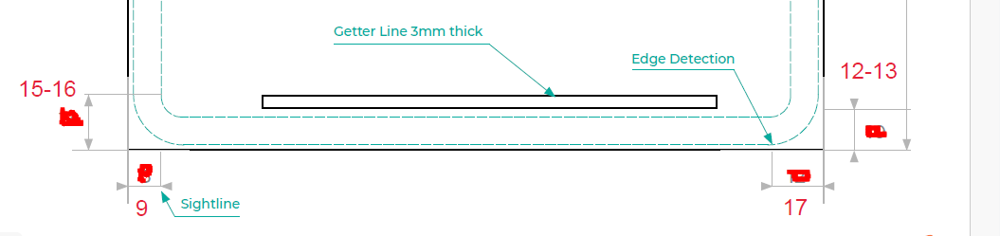 Getter Line 3mm thick
Edge Detection
12-13
15-16
9
Sightline
17